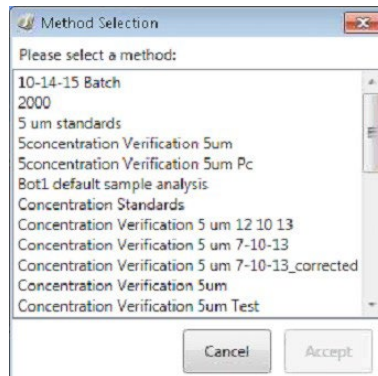 Method Selection
Please select a method:
10-14-15 Batch
2000
5 um standards
5concentration Verification 5um
5concentration Verification 5um Pc
Bot1 default sample analysis
Concentration Standards
Concentration Verification 5 um 12 10 13
Concentration Verification 5 um 7-10-13
Concentration Verification 5 um 7-10-13_corrected
Concentration Verification 5um
Concentration Verification 5um Test
Cancel Accept